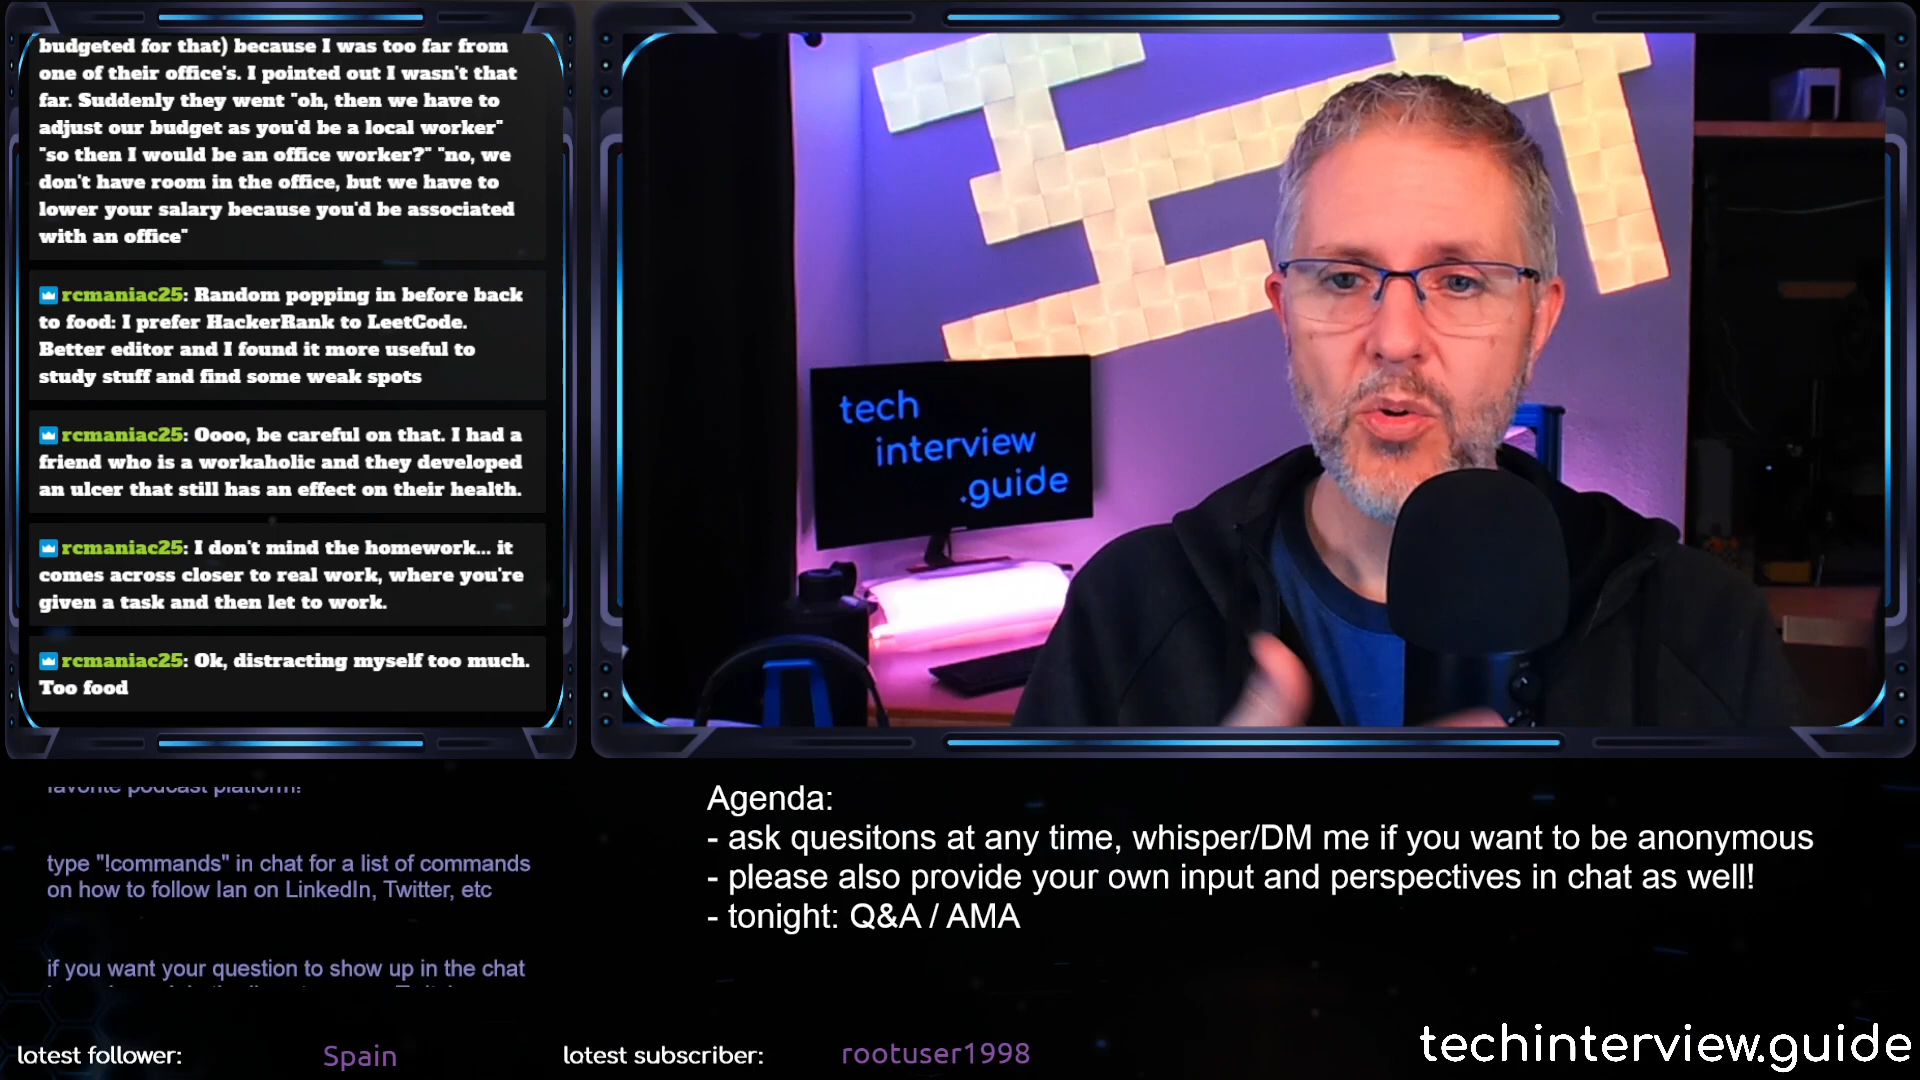 budgeted for that) because I was too far from
one of their office's. I pointed out I wasn't that
far. Suddenly they went "oh, then we have to
adjust our budget as you'd be a local worker"
"so then I would be an office worker?" "no, we
don't have room in the office, but we have to
lower your salary because you'd be associated
with an office"
rcmaniac25: Random popping in before back
to food: I prefer HackerRank to LeetCode.
Better editor and I found it more useful to
study stuff and find some weak spots
rcmaniac25: Oooo, be careful on that. I had a
friend who is a workaholic and they developed
an ulcer that still has an effect on their health.
rcmaniac25: I don't mind the homework... it
comes across closer to real work, where you're
given a task and then let to work.
rcmaniac25: Ok, distracting myself too much.
Too food
tech
interview
.guide
favorite podcast platform!
type "!commands" in chat for a list of commands
on how to follow Ian on LinkedIn, Twitter, etc
if you want your question to show up in the chat
Agenda:
- ask quesitons at any time, whisper/DM me if you want to be anonymous
- please also provide your own input and perspectives in chat as well!
- tonight: Q&A / AMA
latest follower: Spain
latest subscriber: rootuser1998
techinterview.guide